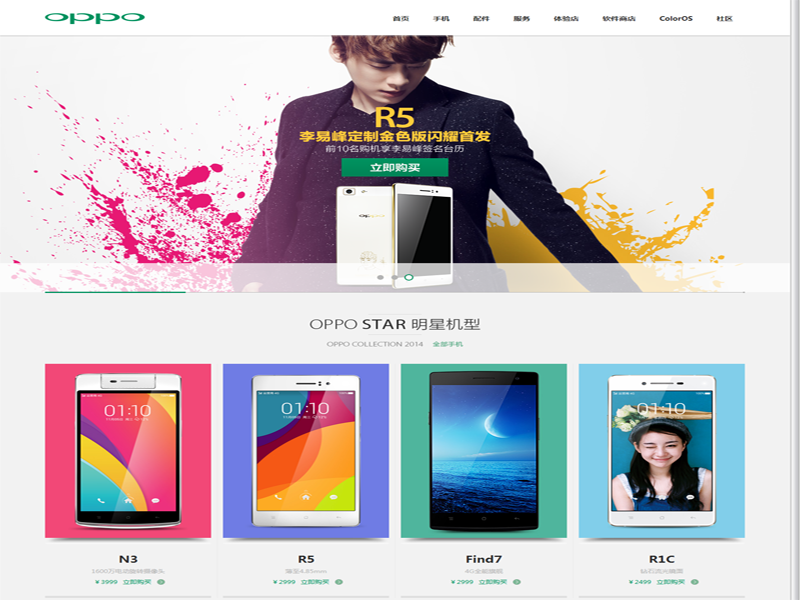 oppo
首页 手机 配件 服务 体验店 软件商店 ColorOS 社区
R5
李易峰定制金色版闪耀首发
前10名购机享李易峰签名台历
立即购买
oppo
OPPO STAR 明星机型
OPPO COLLECTION 2014 全部手机
01:10
01:10
01:10
N3
R5
Find7
R1C
1600万电动旋转摄像头
薄至4.85mm
4G全能旗舰
¥3999 立即购买
¥2999 立即购买
¥2999 立即购买
¥2499 立即购买